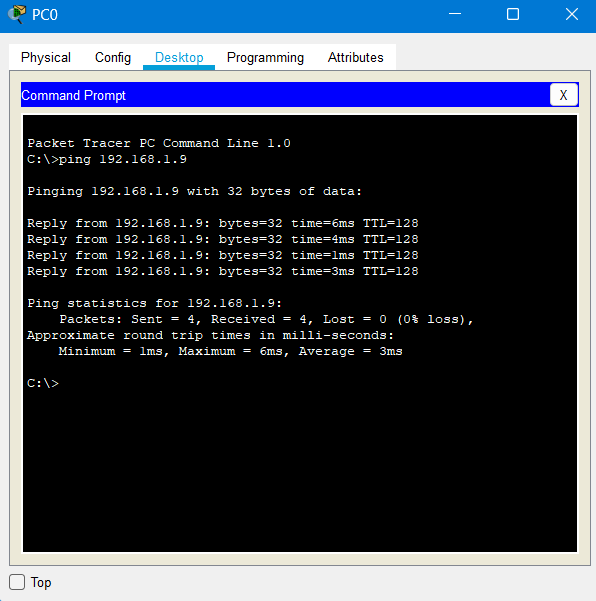 PC0
Physical Config Desktop Programming Attributes
Command Prompt X
Packet Tracer PC Command Line 1.0
C:\>ping 192.168.1.9
Pinging 192.168.1.9 with 32 bytes of data:
Reply from 192.168.1.9: bytes=32 time=6ms TTL=128
Reply from 192.168.1.9: bytes=32 time=4ms TTL=128
Reply from 192.168.1.9: bytes=32 time=1ms TTL=128
Reply from 192.168.1.9: bytes=32 time=3ms TTL=128
Ping statistics for 192.168.1.9:
    Packets: Sent = 4, Received = 4, Lost = 0 (0% loss),
Approximate round trip times in milli-seconds:
    Minimum = 1ms, Maximum = 6ms, Average = 3ms
C:\>
Top